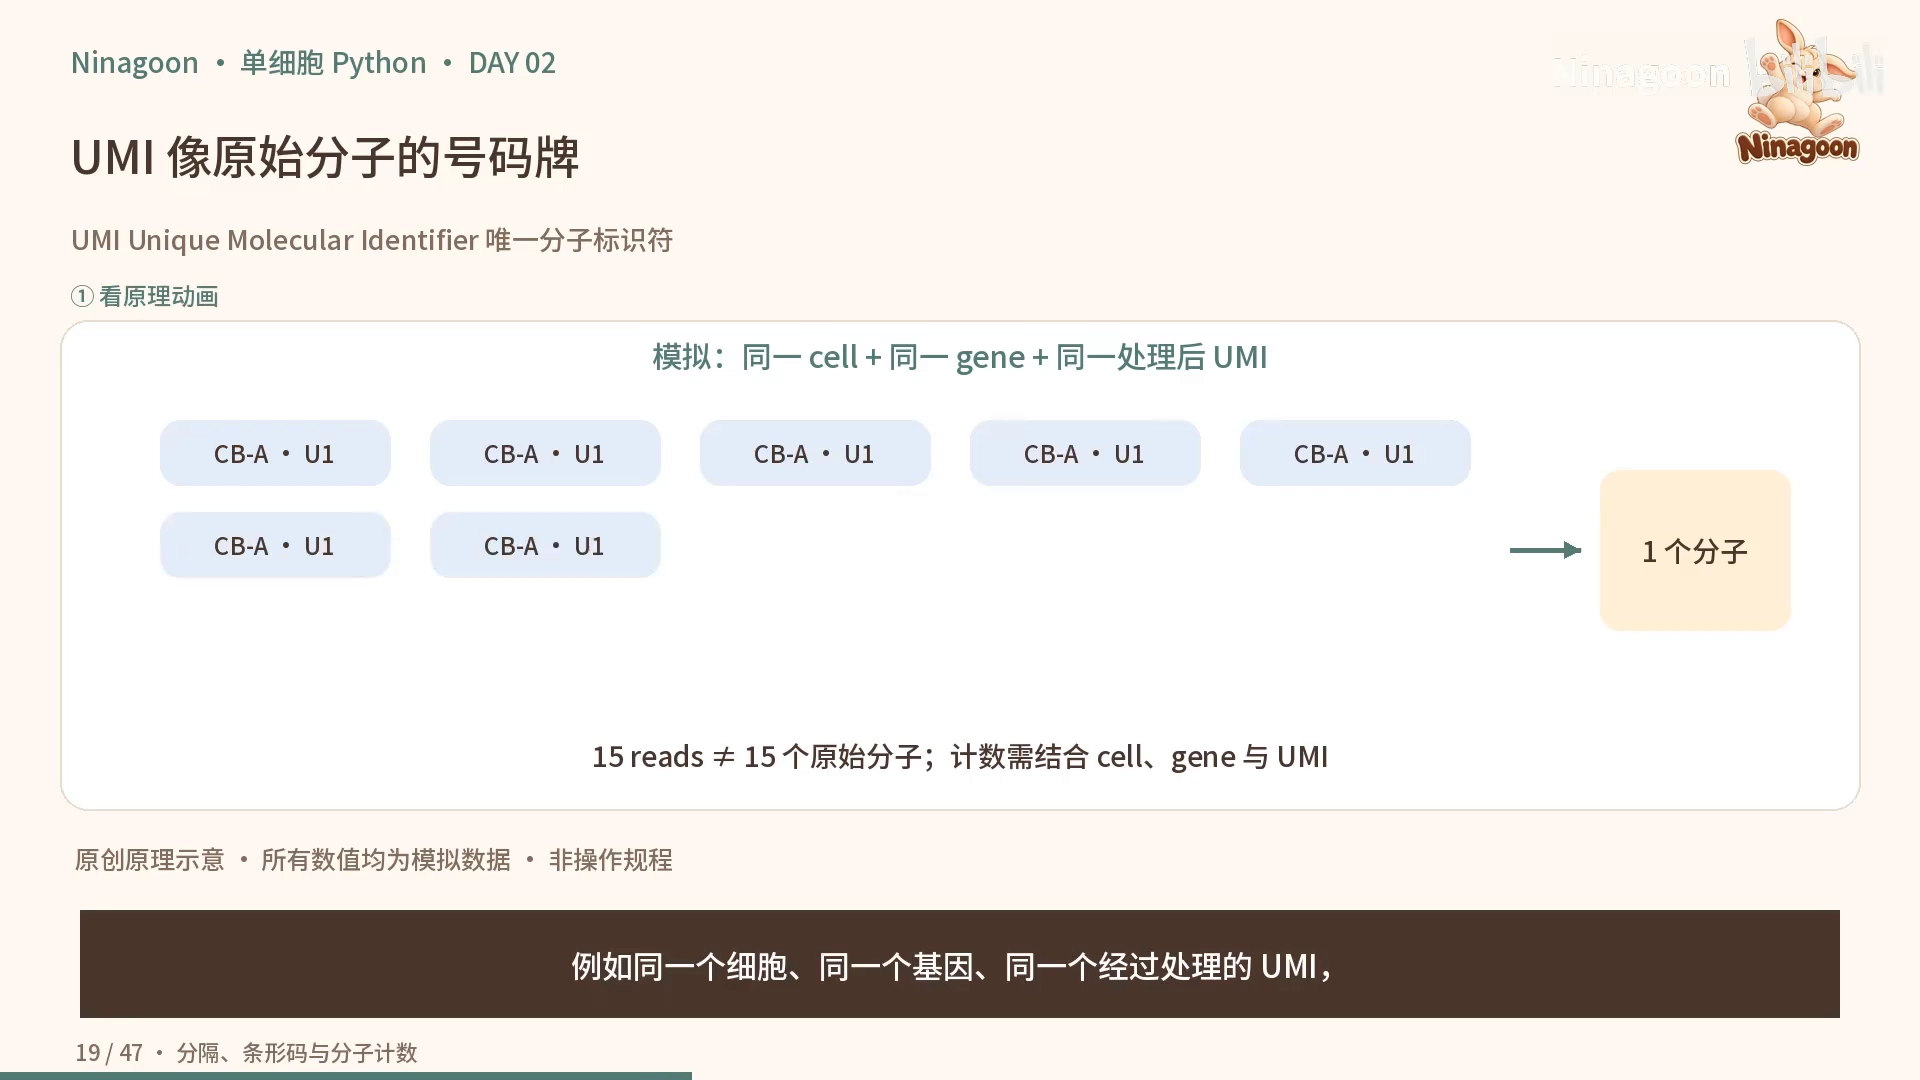 Ninagoon • 单细胞 Python • DAY 02
Ninagoon
bilibili
Ninagoon
UMI 像原始分子的号码牌
UMI Unique Molecular Identifier 唯一分子标识符
① 看原理动画
模拟：同一 cell + 同一 gene + 同一处理后 UMI
CB-A • U1
CB-A • U1
CB-A • U1
CB-A • U1
CB-A • U1
CB-A • U1
CB-A • U1
1 个分子
15 reads ≠ 15 个原始分子；计数需结合 cell、gene 与 UMI
原创原理示意 • 所有数值均为模拟数据 • 非操作规程
例如同一个细胞、同一个基因、同一个经过处理的 UMI，
19 / 47 • 分隔、条形码与分子计数